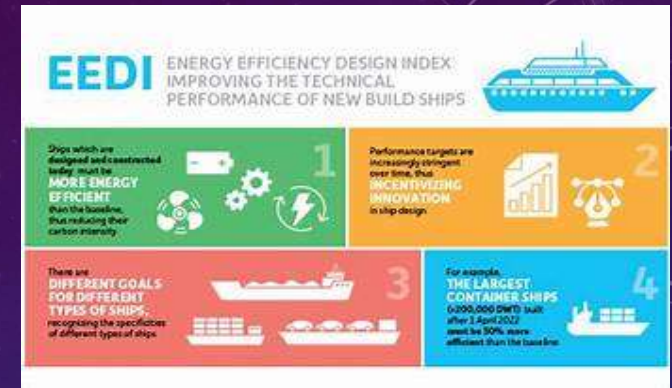 EEDI
ENERGY EFFICIENCY DESIGN INDEX
IMPROVING THE TECHNICAL
PERFORMANCE OF NEW BUILD SHIPS
1
Ships which are
designed and constructed
today must be
MORE ENERGY
EFFICIENT
than the baseline,
thus reducing their
carbon intensity
2
Performance targets are
increasingly stringent
over time, thus
INCENTIVIZING
INNOVATION
in ship design
3
There are
DIFFERENT GOALS
FOR DIFFERENT
TYPES OF SHIPS,
recognizing the specificities
of different types of ships
4
For example,
THE LARGEST
CONTAINER SHIPS
(>200,000 DWT) built
after 1 April 2022
must be 50% more
efficient than the baseline